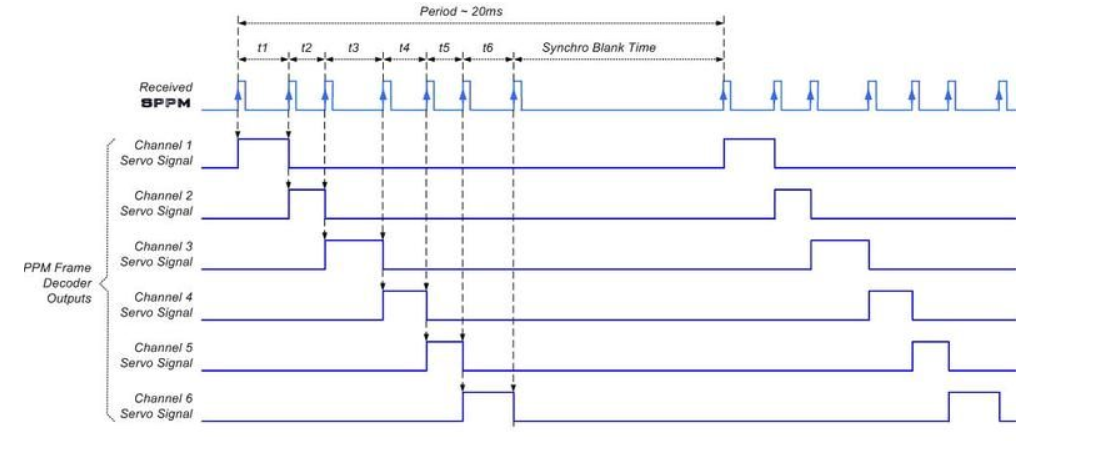 Period ~ 20ms
t1 t2 t3 t4 t5 t6 Synchro Blank Time
Received
SPPM
Channel 1
Servo Signal
Channel 2
Servo Signal
Channel 3
Servo Signal
PPM Frame
Decoder
Outputs
Channel 4
Servo Signal
Channel 5
Servo Signal
Channel 6
Servo Signal